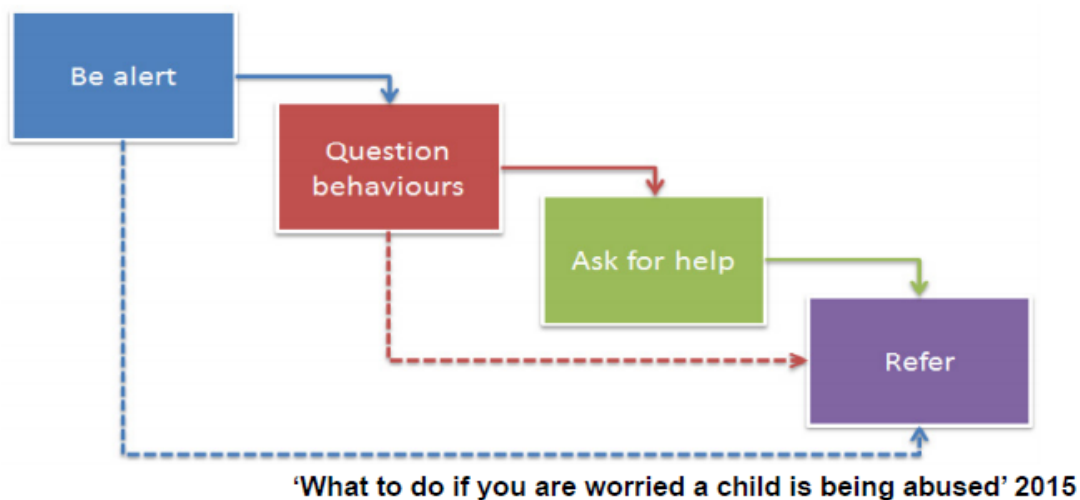 Be alert
Question
behaviours
Ask for help
Refer
‘What to do if you are worried a child is being abused’ 2015